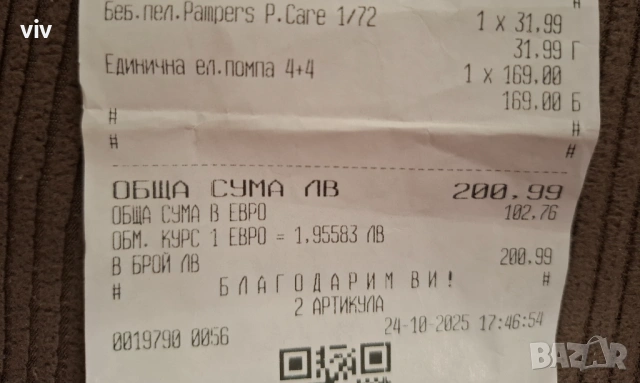 viv
#
Беб.пел.Pampers P.Care 1/72
1 x 31.99
31.99 Г
Единична ел.помпа 4+4
1 x 169.00
169.00 Б
# #
# #
ОБЩА СУМА ЛВ 200.99
ОБЩА СУМА В ЕВРО 102.76
ОБМ. КУРС 1 ЕВРО = 1.95583 ЛВ
В БРОЙ ЛВ 200.99
# БЛАГОДАРИМ ВИ! #
2 АРТИКУЛА
0019790 0056 24-10-2025 17:46:54
BAZAR.bg